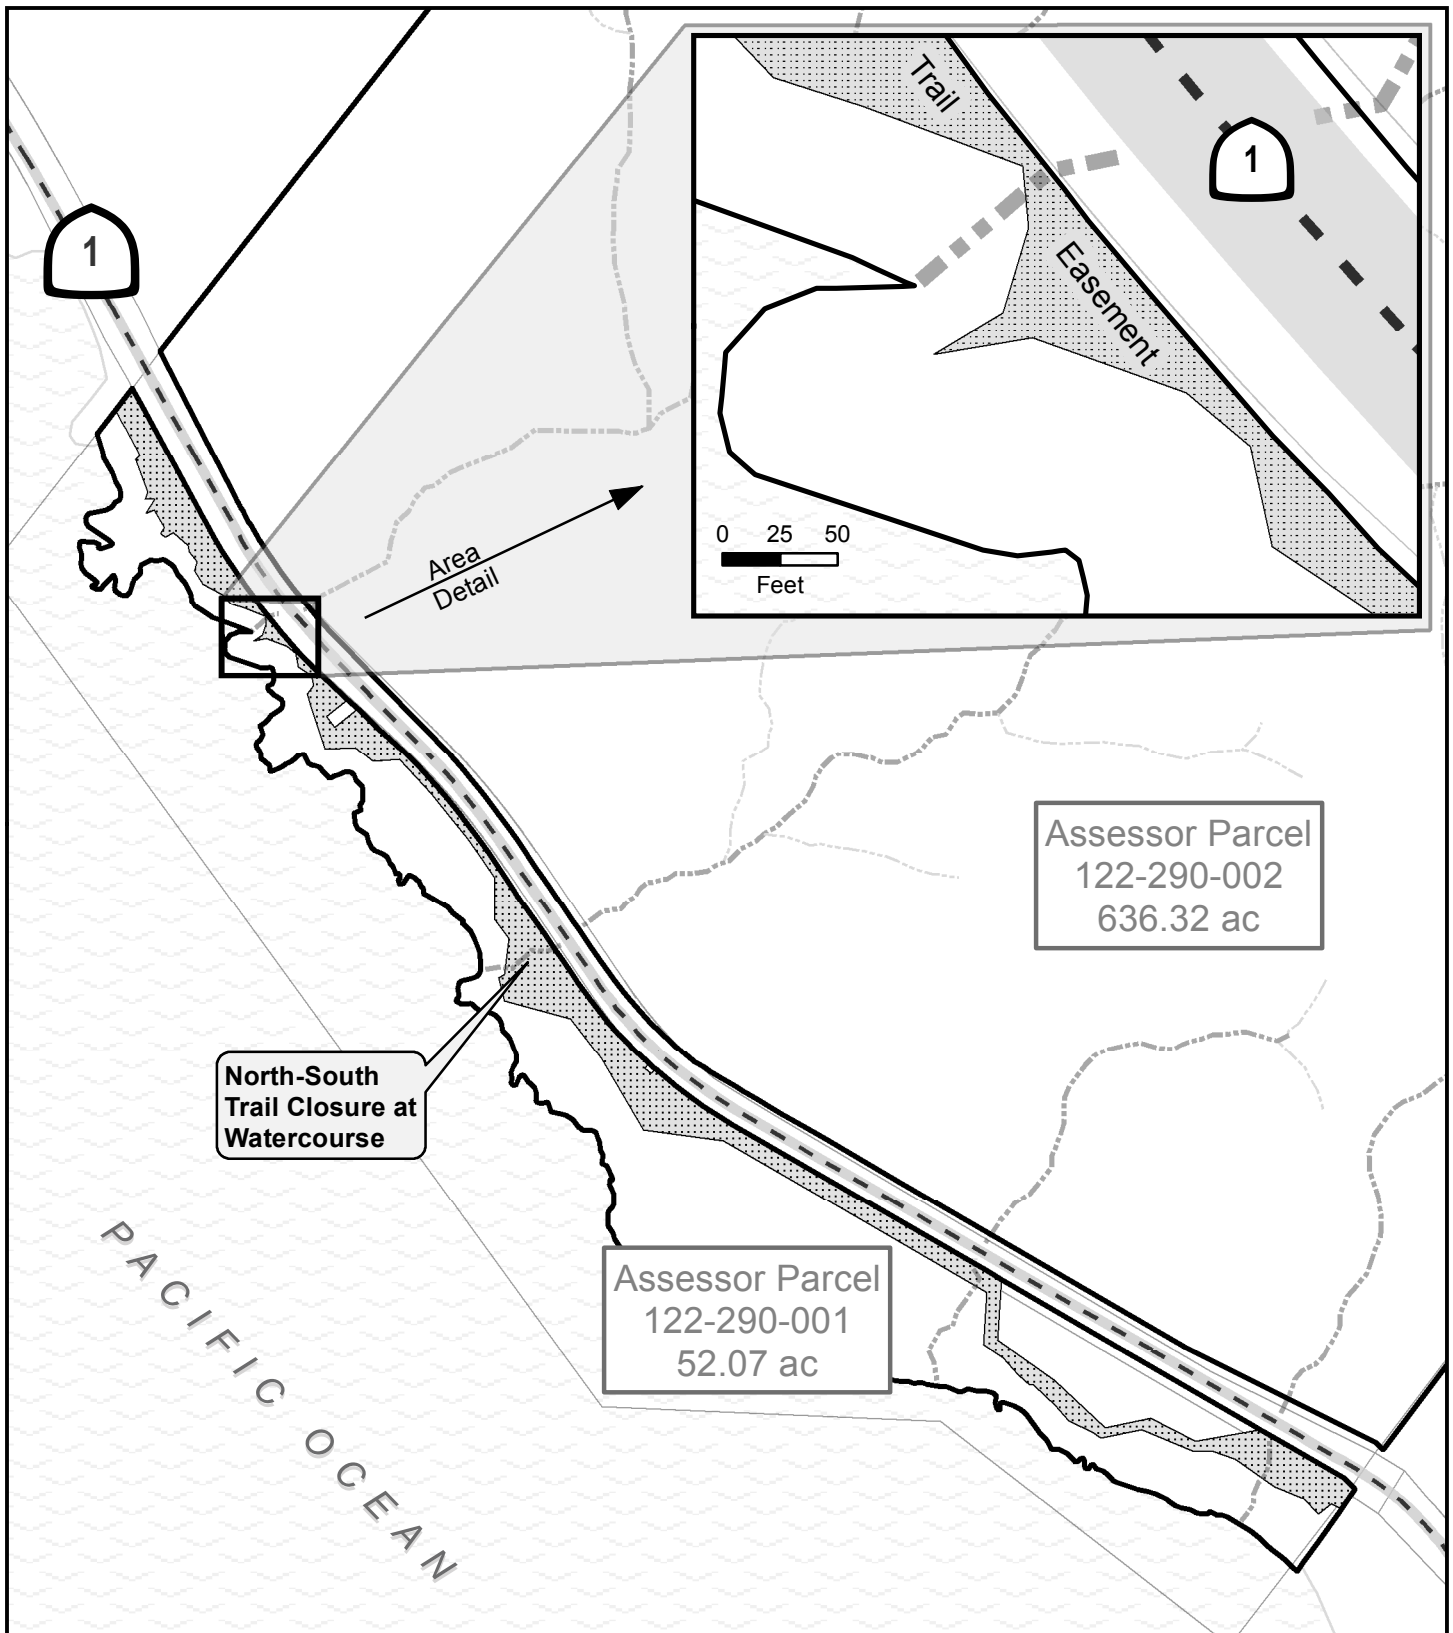 Trail
1
Easement
0 25 50
Feet
1
Area
Detail
Assessor Parcel
122-290-002
636.32 ac
North-South
Trail Closure at
Watercourse
Assessor Parcel
122-290-001
52.07 ac
PACIFIC OCEAN